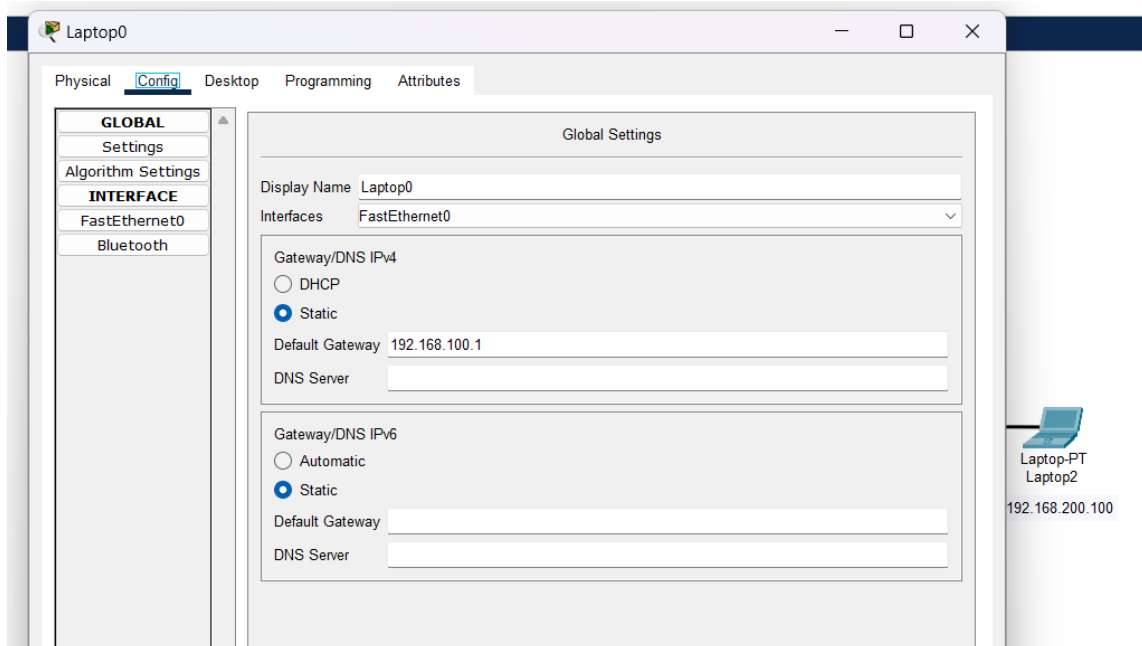 Laptop0
Physical Config Desktop Programming Attributes
GLOBAL
Settings
Algorithm Settings
INTERFACE
FastEthernet0
Bluetooth
Global Settings
Display Name Laptop0
Interfaces FastEthernet0
Gateway/DNS IPv4
DHCP
Static
Default Gateway 192.168.100.1
DNS Server
Gateway/DNS IPv6
Automatic
Static
Default Gateway
DNS Server
Laptop-PT
Laptop2
192.168.200.100